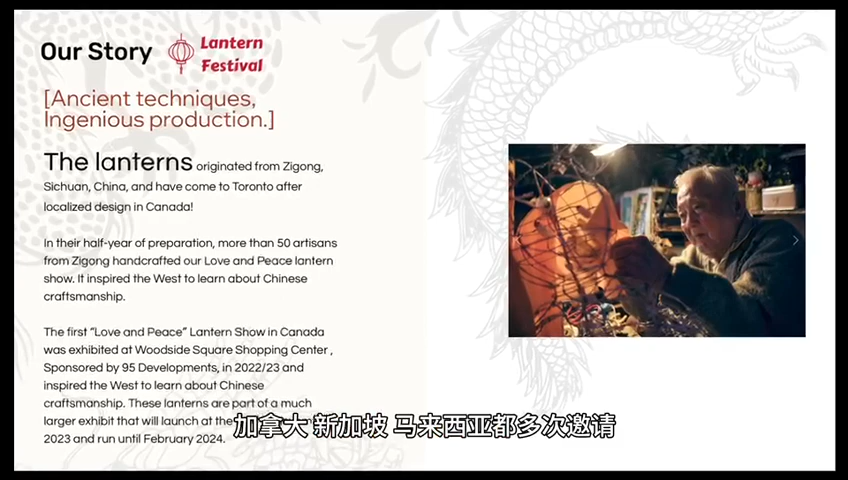 Our Story
Lantern
Festival
[Ancient techniques,
Ingenious production.]
The lanterns originated from Zigong,
Sichuan, China, and have come to Toronto after
localized design in Canada!
In their half-year of preparation, more than 50 artisans
from Zigong handcrafted our Love and Peace lantern
show. It inspired the West to learn about Chinese
craftsmanship.
The first “Love and Peace” Lantern Show in Canada
was exhibited at Woodside Square Shopping Center ,
Sponsored by 95 Developments, in 2022/23 and
inspired the West to learn about Chinese
craftsmanship. These lanterns are part of a much
larger exhibit that will launch at the
2023 and run until February 2024.
加拿大 新加坡 马来西亚都多次邀请